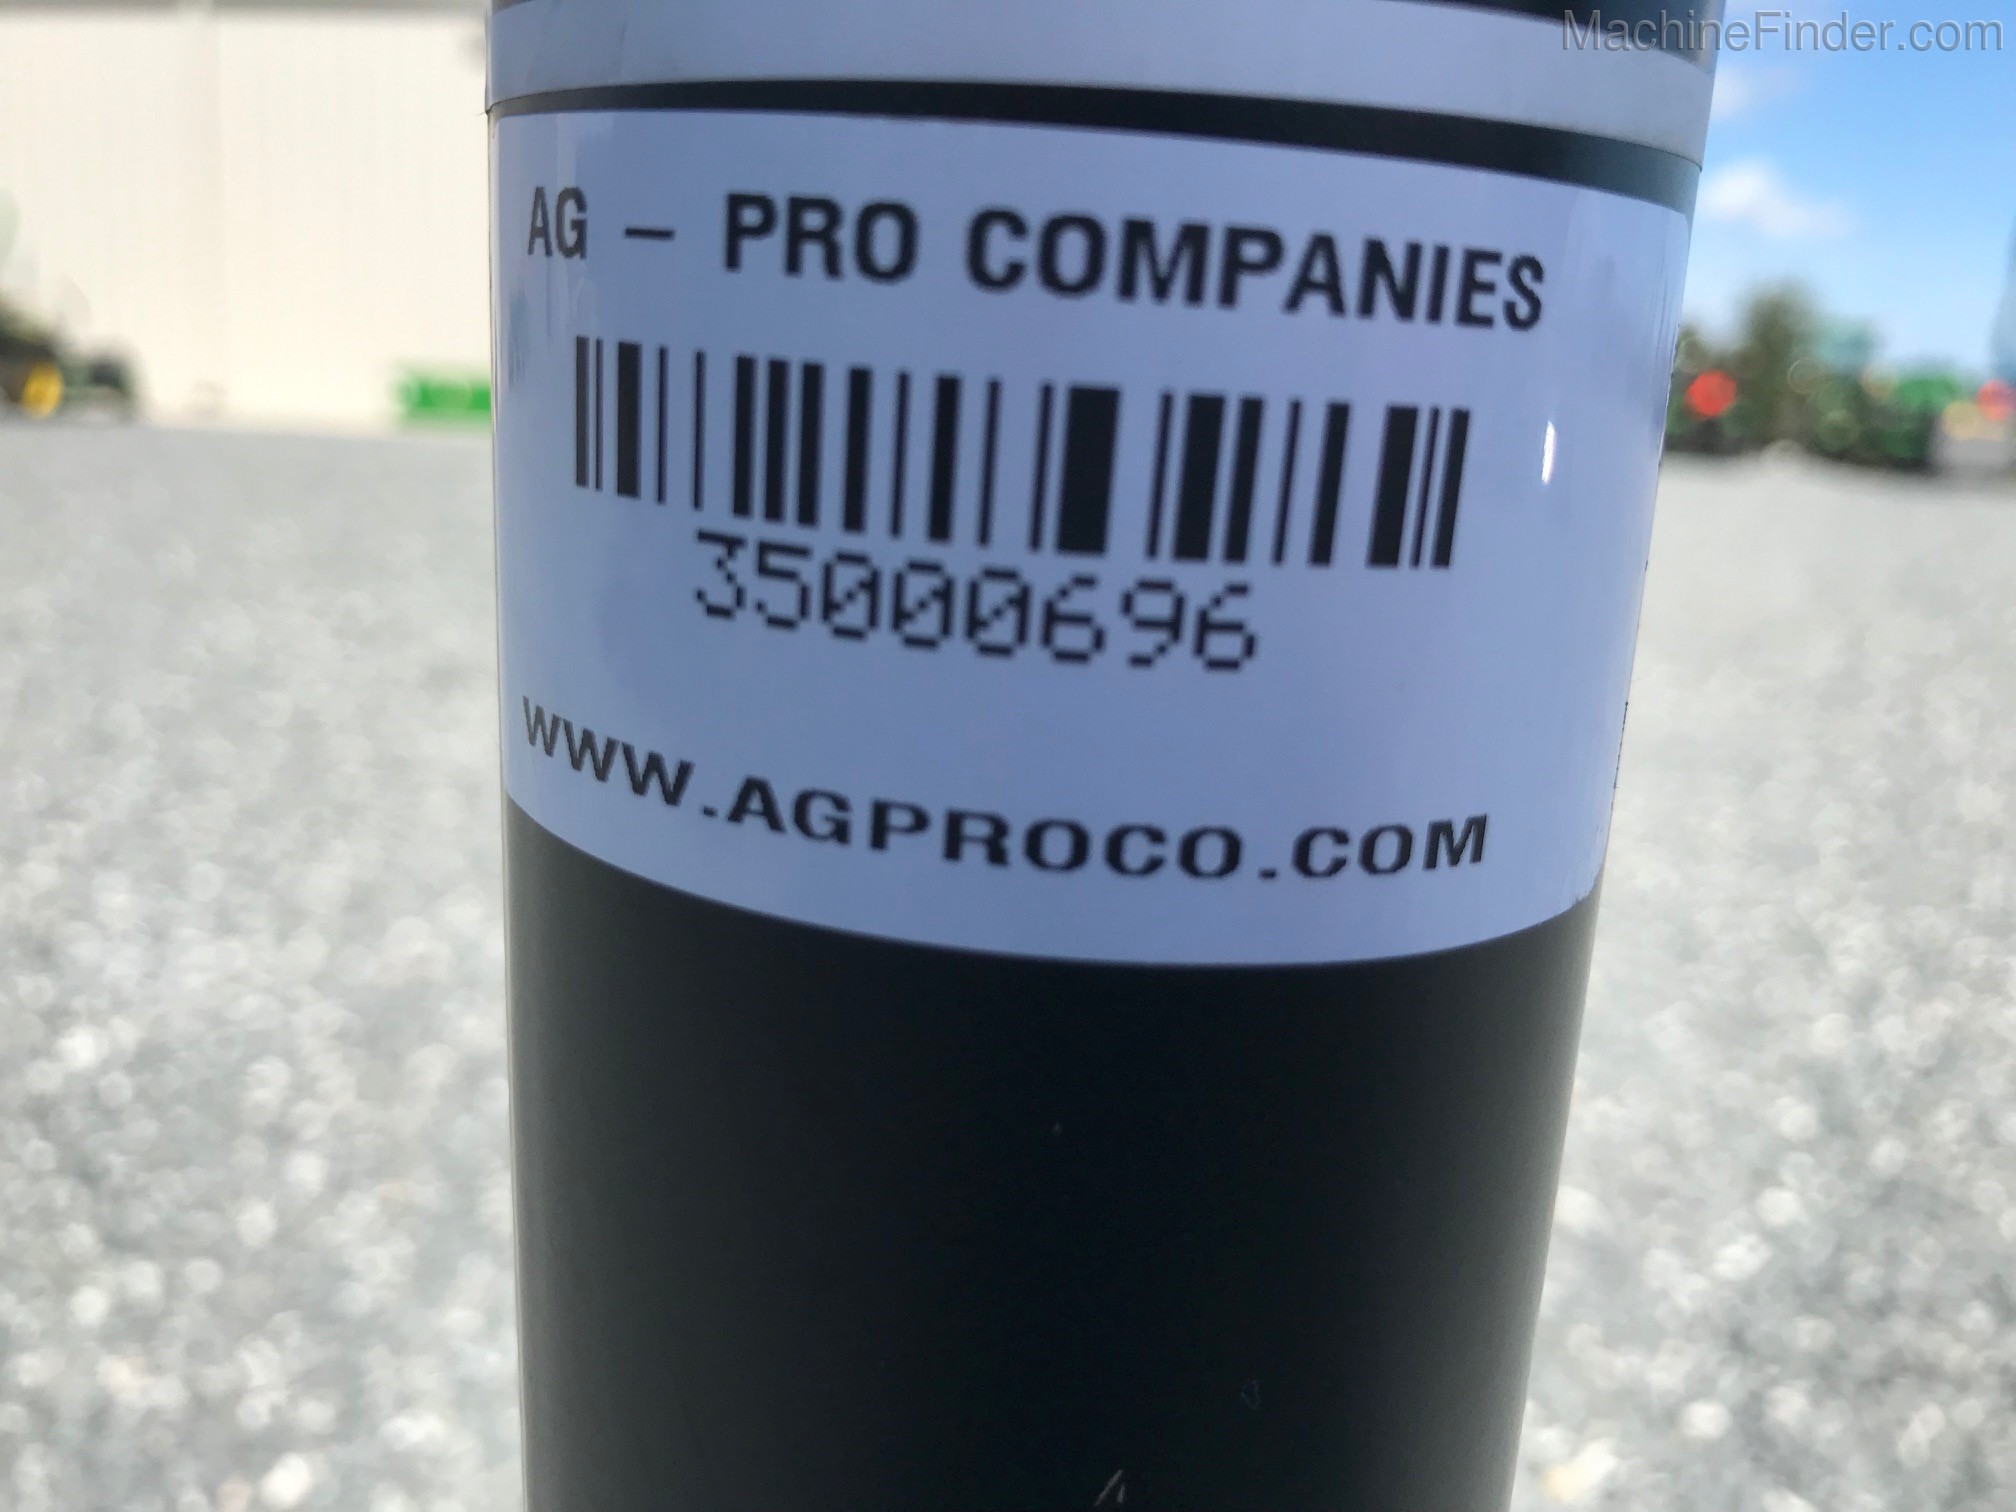 MachineFinder.com
AG - PRO COMPANIES
35000696
WWW.AGPROCO.COM